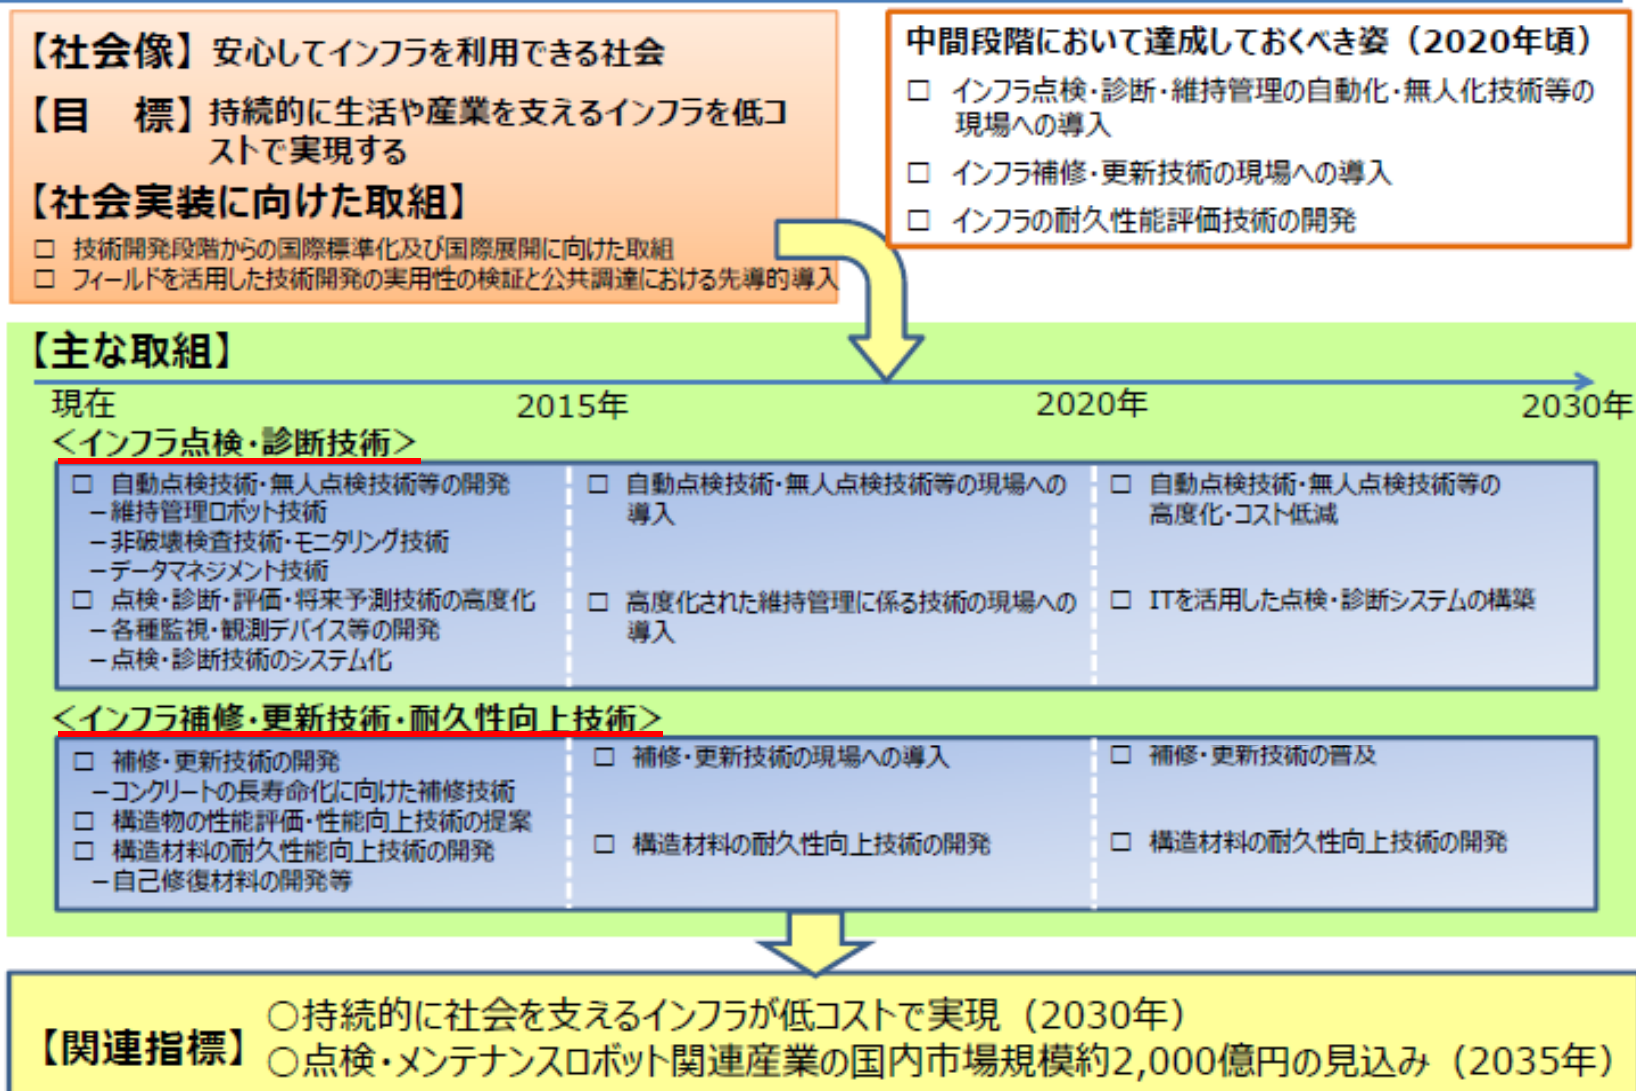 【社会像】安心してインフラを利用できる社会
【目　標】持続的に生活や産業を支えるインフラを低コ
ストで実現する
【社会実装に向けた取組】
□ 技術開発段階からの国際標準化及び国際展開に向けた取組
□ フィールドを活用した技術開発の実用性の検証と公共調達における先導的導入
中間段階において達成しておくべき姿（2020年頃）
□ インフラ点検・診断・維持管理の自動化・無人化技術等の
現場への導入
□ インフラ補修・更新技術の現場への導入
□ インフラの耐久性能評価技術の開発
【主な取組】
現在 2015年 2020年 2030年
＜インフラ点検・診断技術＞
□ 自動点検技術・無人点検技術等の開発
－維持管理ロボット技術
－非破壊検査技術・モニタリング技術
－データマネジメント技術
□ 点検・診断・評価・将来予測技術の高度化
－各種監視・観測デバイス等の開発
－点検・診断技術のシステム化
□ 自動点検技術・無人点検技術等の現場への
導入
□ 高度化された維持管理に係る技術の現場への
導入
□ 自動点検技術・無人点検技術等の
高度化・コスト低減
□ ITを活用した点検・診断システムの構築
＜インフラ補修・更新技術・耐久性向上技術＞
□ 補修・更新技術の開発
－コンクリートの長寿命化に向けた補修技術
□ 構造物の性能評価・性能向上技術の提案
□ 構造材料の耐久性能向上技術の開発
－自己修復材料の開発等
□ 補修・更新技術の現場への導入
□ 構造材料の耐久性向上技術の開発
□ 補修・更新技術の普及
□ 構造材料の耐久性向上技術の開発
【関連指標】
○持続的に社会を支えるインフラが低コストで実現（2030年）
○点検・メンテナンスロボット関連産業の国内市場規模約2,000億円の見込み（2035年）